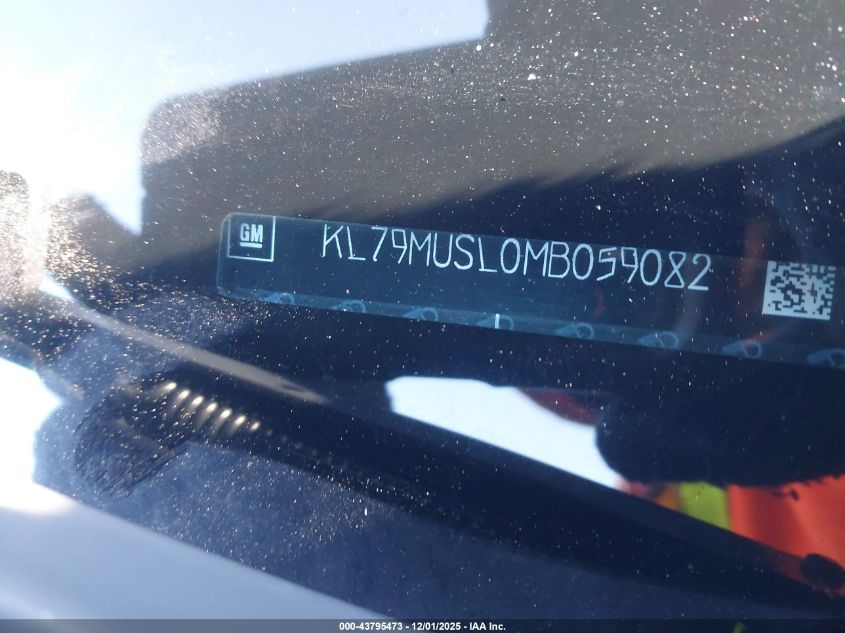 GM
KL79MUSL0MB059082
000-43795473 - 12/01/2025 - IAA Inc.